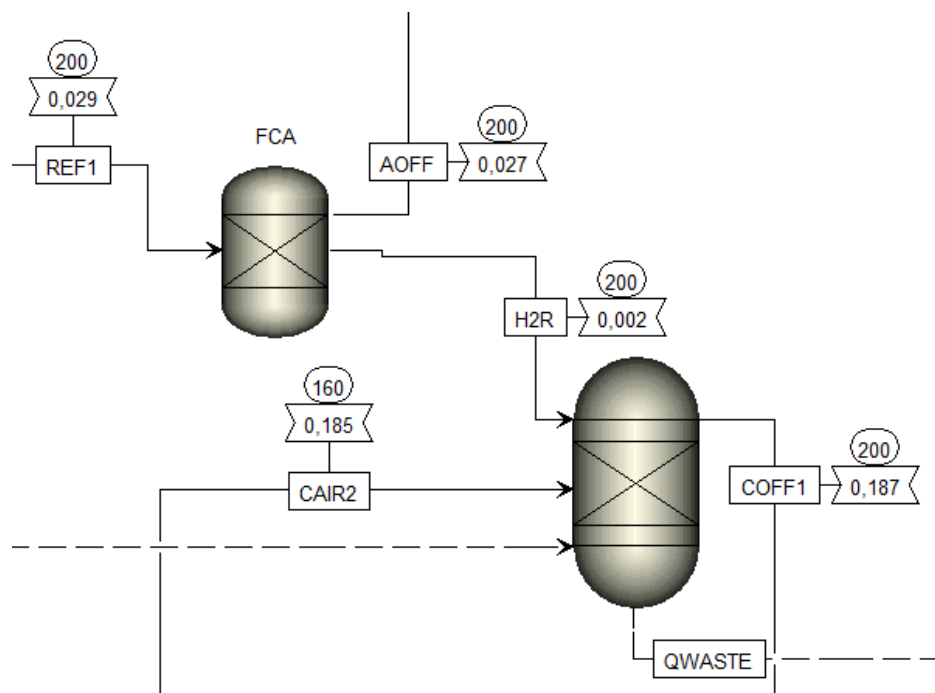 200
0,029
REF1
FCA
AOFF
200
0,027
200
H2R
0,002
160
0,185
CAIR2
200
COFF1
0,187
QWASTE